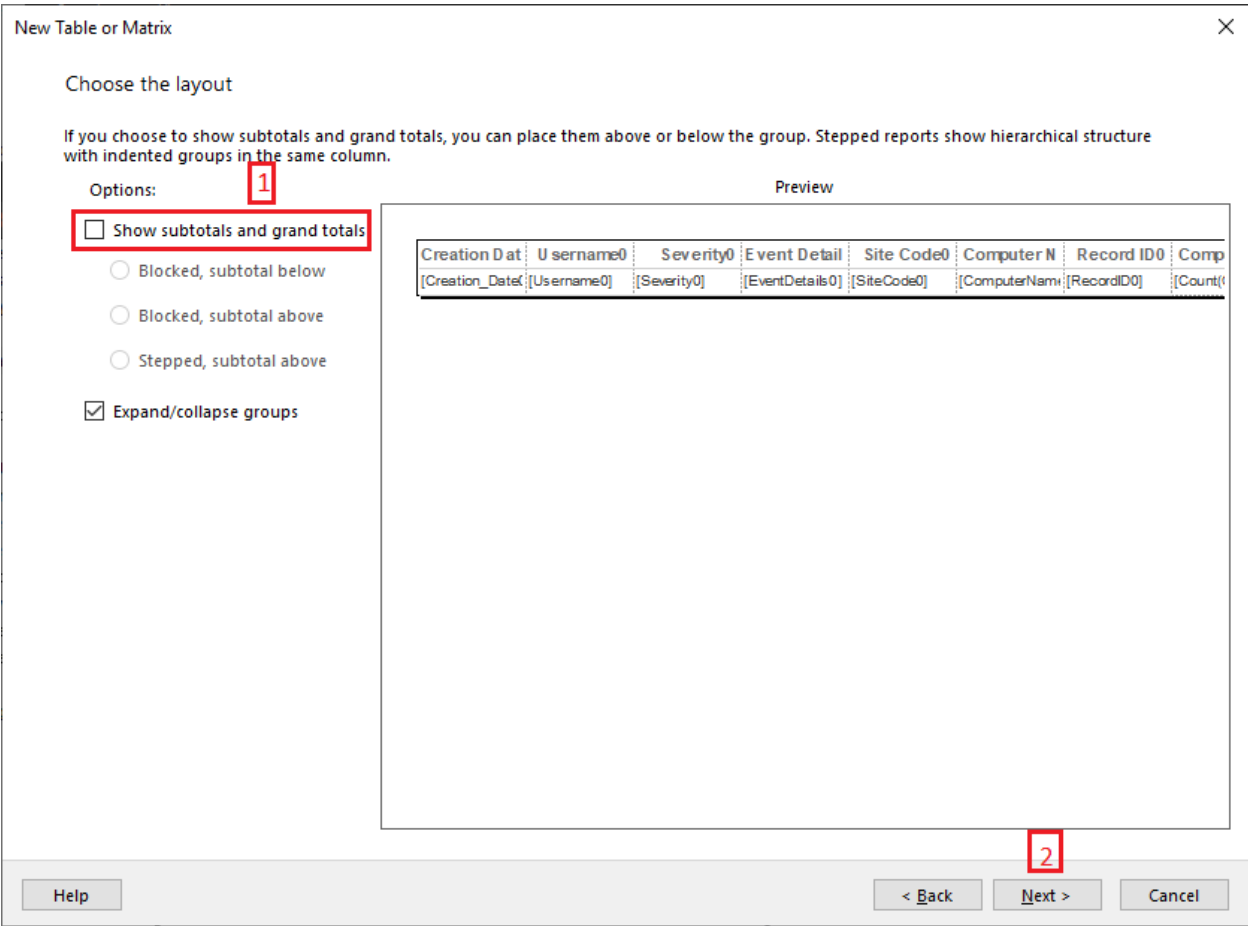 New Table or Matrix
Choose the layout
If you choose to show subtotals and grand totals, you can place them above or below the group. Stepped reports show hierarchical structure
with indented groups in the same column.
Options:
1
Preview
Show subtotals and grand totals
Blocked, subtotal below
Blocked, subtotal above
Stepped, subtotal above
Expand/collapse groups
Creation Dat Username0 Severity0 Event Detail Site Code0 Computer N Record ID0 Comp
[Creation_Date( [Username0] [Severity0] [EventDetails0] [SiteCode0] [ComputerName [RecordID0] [Count(
2
Help
< Back
Next >
Cancel